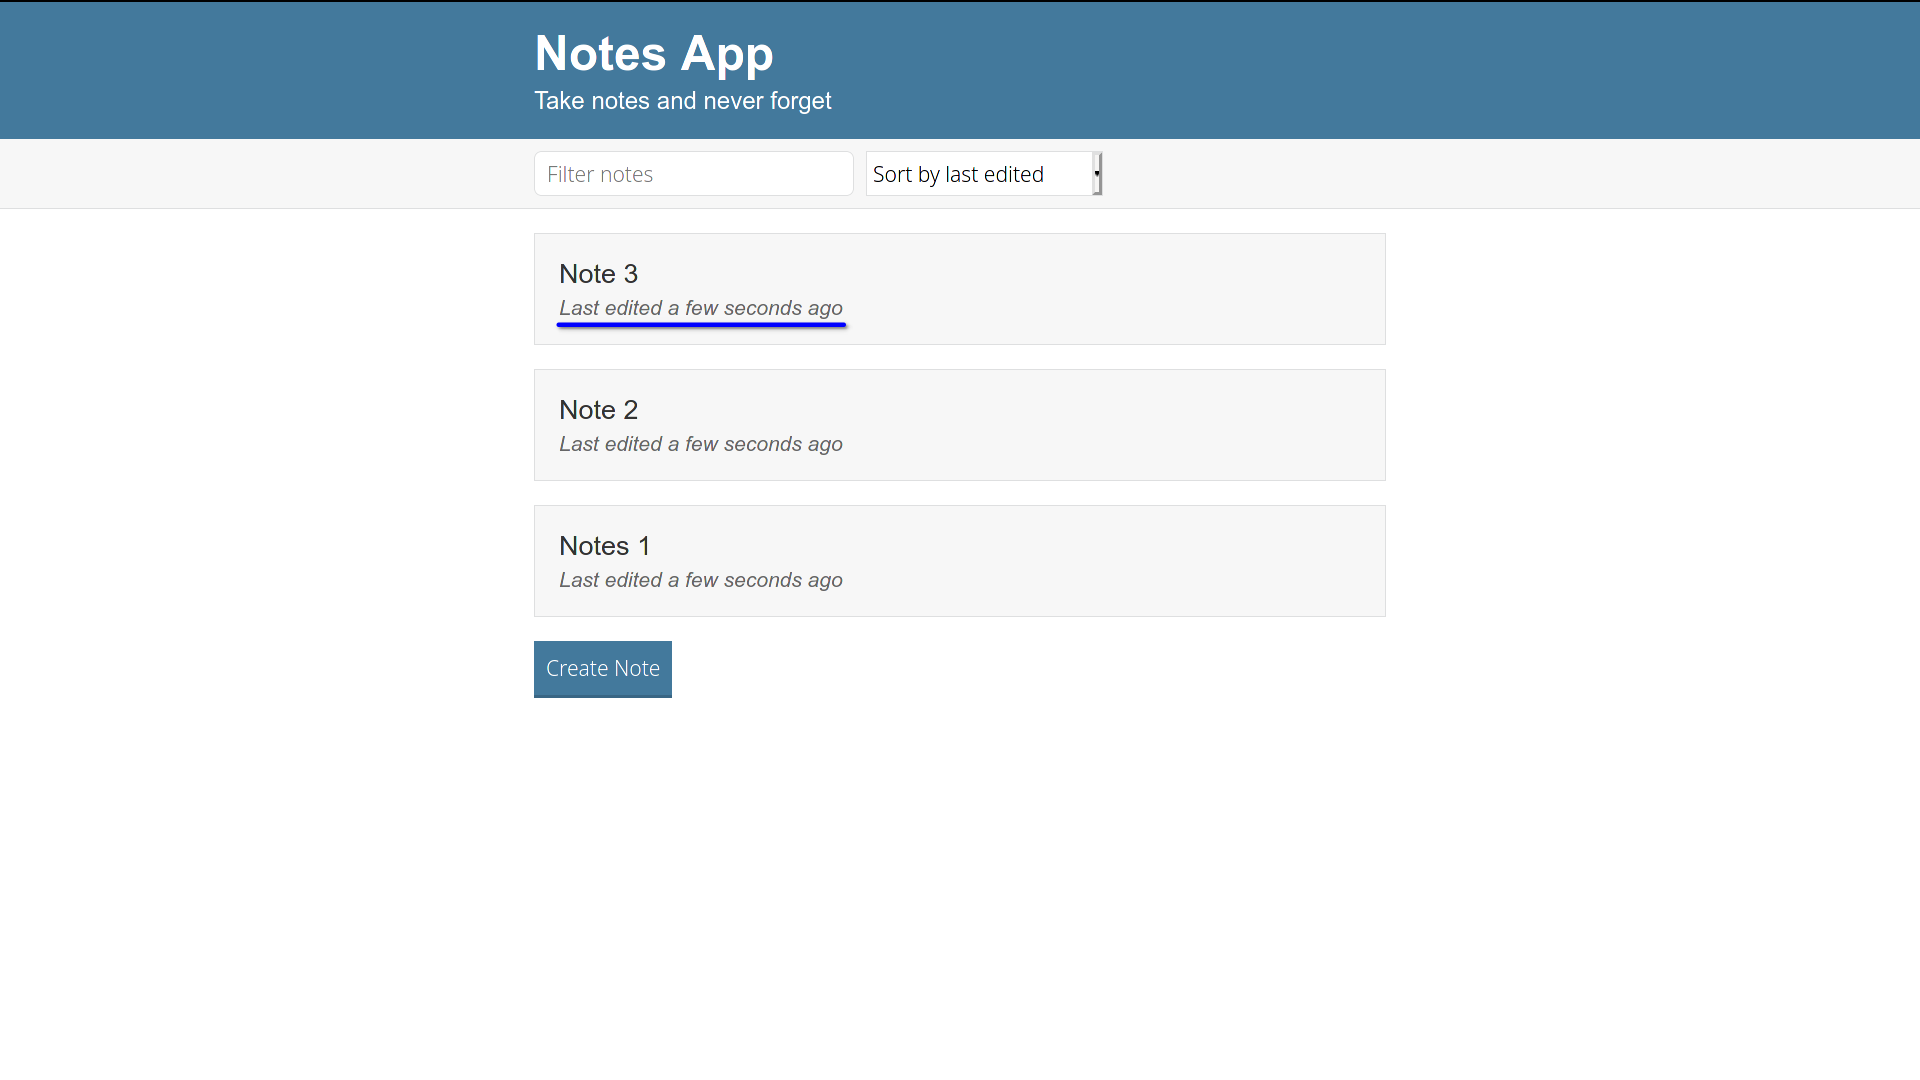 Notes App
Take notes and never forget
Filter notes
Sort by last edited
Note 3
Last edited a few seconds ago
Note 2
Last edited a few seconds ago
Notes 1
Last edited a few seconds ago
Create Note